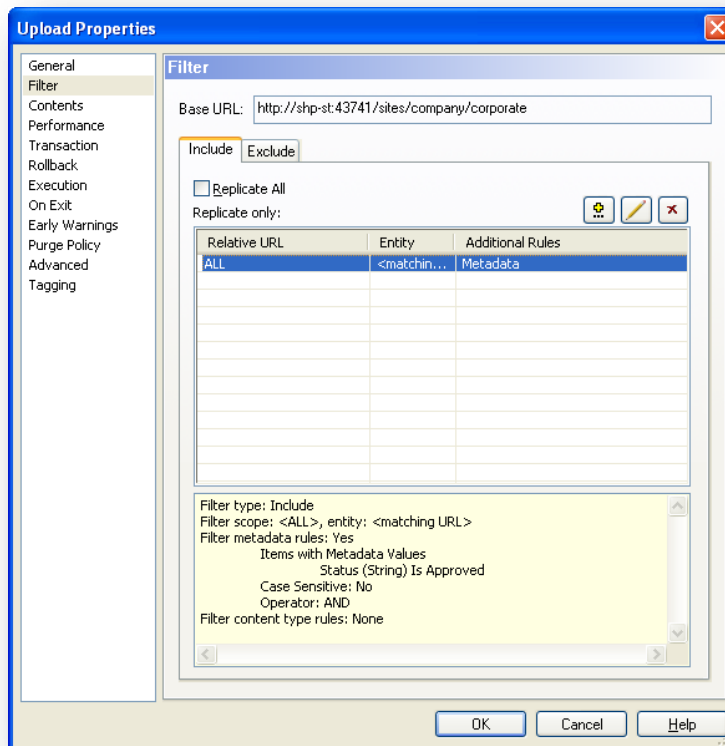 Upload Properties
General
Filter
Contents
Performance
Transaction
Rollback
Execution
On Exit
Early Warnings
Purge Policy
Advanced
Tagging
Filter
Base URL: http://shp-st:43741/sites/company/corporate
Include Exclude
Replicate All
Replicate only:
Relative URL Entity Additional Rules
ALL <matchin... Metadata
Filter type: Include
Filter scope: <ALL>, entity: <matching URL>
Filter metadata rules: Yes
Items with Metadata Values
Status (String) Is Approved
Case Sensitive: No
Operator: AND
Filter content type rules: None
OK Cancel Help